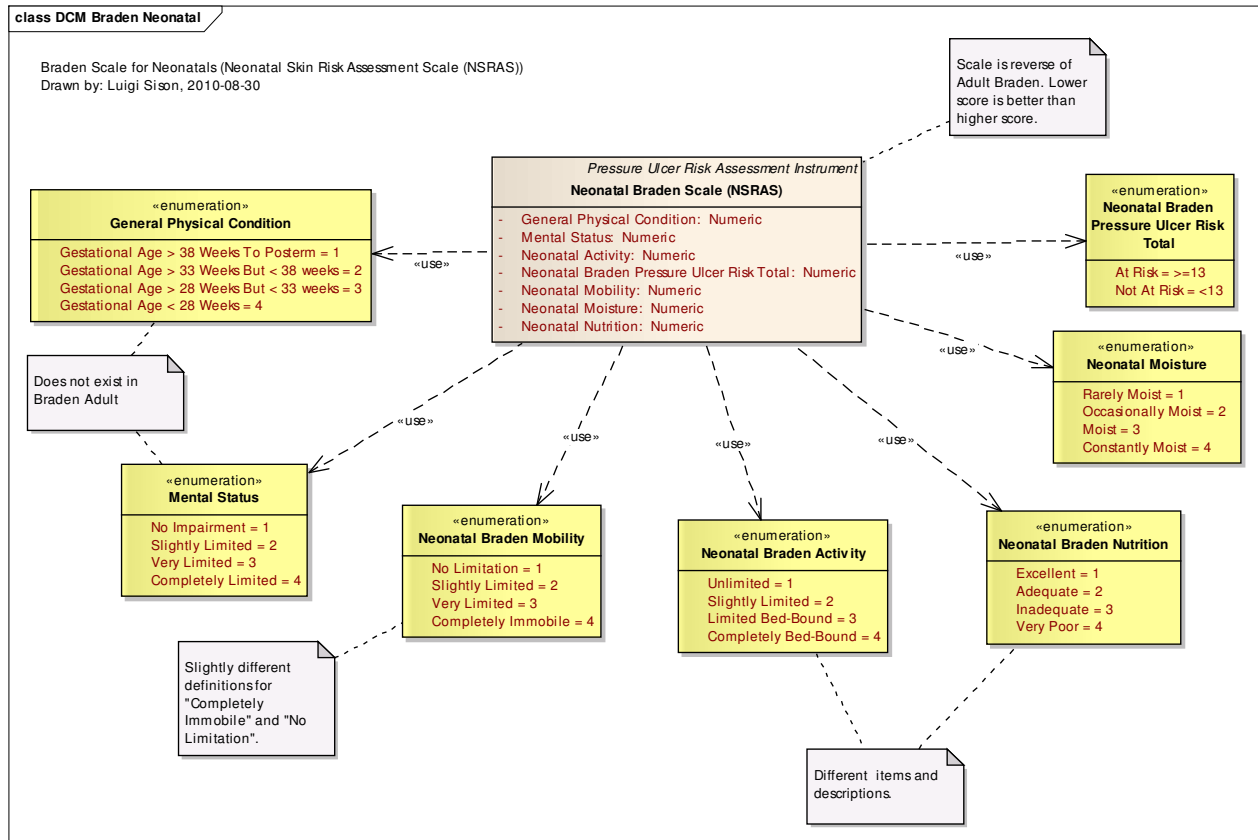 class DCM Braden Neonatal
Braden Scale for Neonatals (Neonatal Skin Risk Assessment Scale (NSRAS))
Drawn by: Luigi Sison, 2010-08-30
Scale is reverse of
Adult Braden. Lower
score is better than
higher score.
Pressure Ulcer Risk Assessment Instrument
Neonatal Braden Scale (NSRAS)
- General Physical Condition: Numeric
- Mental Status: Numeric
- Neonatal Activity: Numeric
- Neonatal Braden Pressure Ulcer Risk Total: Numeric
- Neonatal Mobility: Numeric
- Neonatal Moisture: Numeric
- Neonatal Nutrition: Numeric
«enumeration»
General Physical Condition
Gestational Age > 38 Weeks To Posterm = 1
Gestational Age > 33 Weeks But < 38 weeks = 2
Gestational Age > 28 Weeks But < 33 weeks = 3
Gestational Age < 28 Weeks = 4
«use»
«enumeration»
Neonatal Braden
Pressure Ulcer Risk
Total
At Risk = >=13
Not At Risk = <13
«use»
Does not exist in
Braden Adult
«enumeration»
Neonatal Moisture
Rarely Moist = 1
Occasionally Moist = 2
Moist = 3
Constantly Moist = 4
«use»
«use»
«use»
«use»
«use»
«enumeration»
Mental Status
No Impairment = 1
Slightly Limited = 2
Very Limited = 3
Completely Limited = 4
«enumeration»
Neonatal Braden Mobility
No Limitation = 1
Slightly Limited = 2
Very Limited = 3
Completely Immobile = 4
«enumeration»
Neonatal Braden Activity
Unlimited = 1
Slightly Limited = 2
Limited Bed-Bound = 3
Completely Bed-Bound = 4
«enumeration»
Neonatal Braden Nutrition
Excellent = 1
Adequate = 2
Inadequate = 3
Very Poor = 4
Slightly different
definitions for
"Completely
Immobile" and "No
Limitation".
Different items and
descriptions.